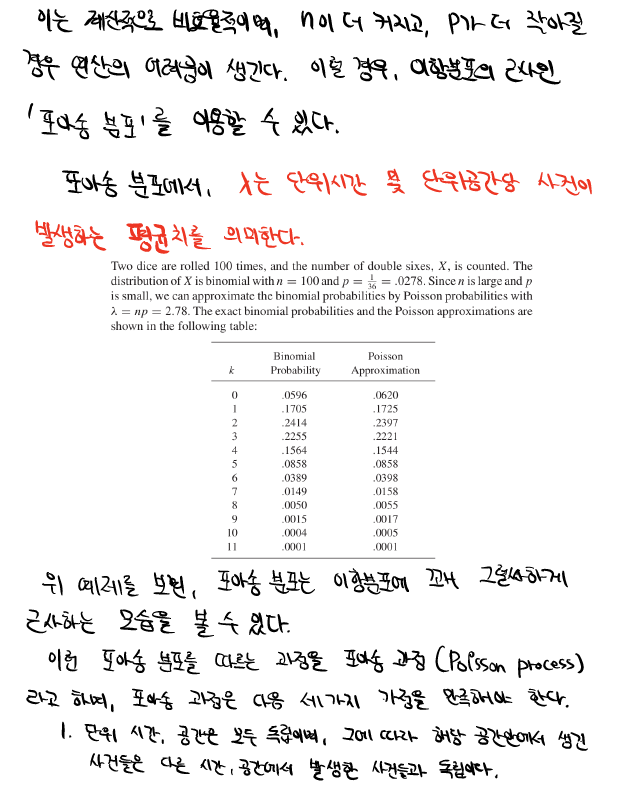 이는 계산적으로 비효율적이며, n이 더 커지고, p가 더 작아질
경우 연산의 어려움이 생긴다. 이럴 경우, 이항분포의 근사인
'포아송 분포'를 이용할 수 있다.
포아송 분포에서, λ는 단위시간 및 단위공간당 사건이
발생하는 평균치를 의미한다.
Two dice are rolled 100 times, and the number of double sixes, X, is counted. The
distribution of X is binomial with n = 100 and p = 1/36 = .0278. Since n is large and p
is small, we can approximate the binomial probabilities by Poisson probabilities with
λ = np = 2.78. The exact binomial probabilities and the Poisson approximations are
shown in the following table:
Binomial Poisson
k Probability Approximation
0 .0596 .0620
1 .1705 .1725
2 .2414 .2397
3 .2255 .2221
4 .1564 .1544
5 .0858 .0858
6 .0389 .0398
7 .0149 .0158
8 .0050 .0055
9 .0015 .0017
10 .0004 .0005
11 .0001 .0001
위 예제를 보면, 포아송 분포는 이항분포에 꽤 그럴싸하게
근사하는 모습을 볼 수 있다.
이런 포아송 분포를 따르는 과정을 포아송 과정 (Poisson process)
라고 하며, 포아송 과정은 다음 세가지 가정을 만족해야 한다.
1. 단위 시간, 공간은 모두 독립이며, 그에 따라 해당 공간안에서 생긴
사건들은 다른 시간, 공간에서 발생한 사건들과 독립이다.